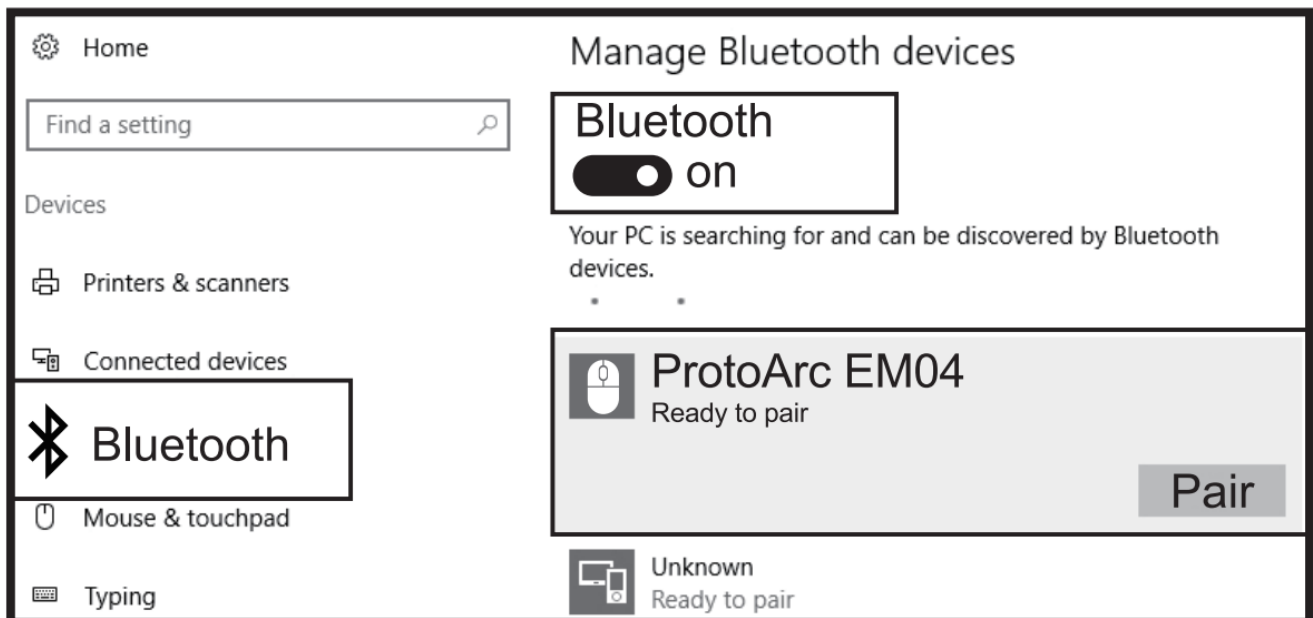 Home
Find a setting
Devices
Printers & scanners
Connected devices
Bluetooth
Mouse & touchpad
Typing
Manage Bluetooth devices
Bluetooth
on
Your PC is searching for and can be discovered by Bluetooth
devices.
ProtoArc EM04
Ready to pair
Pair
Unknown
Ready to pair